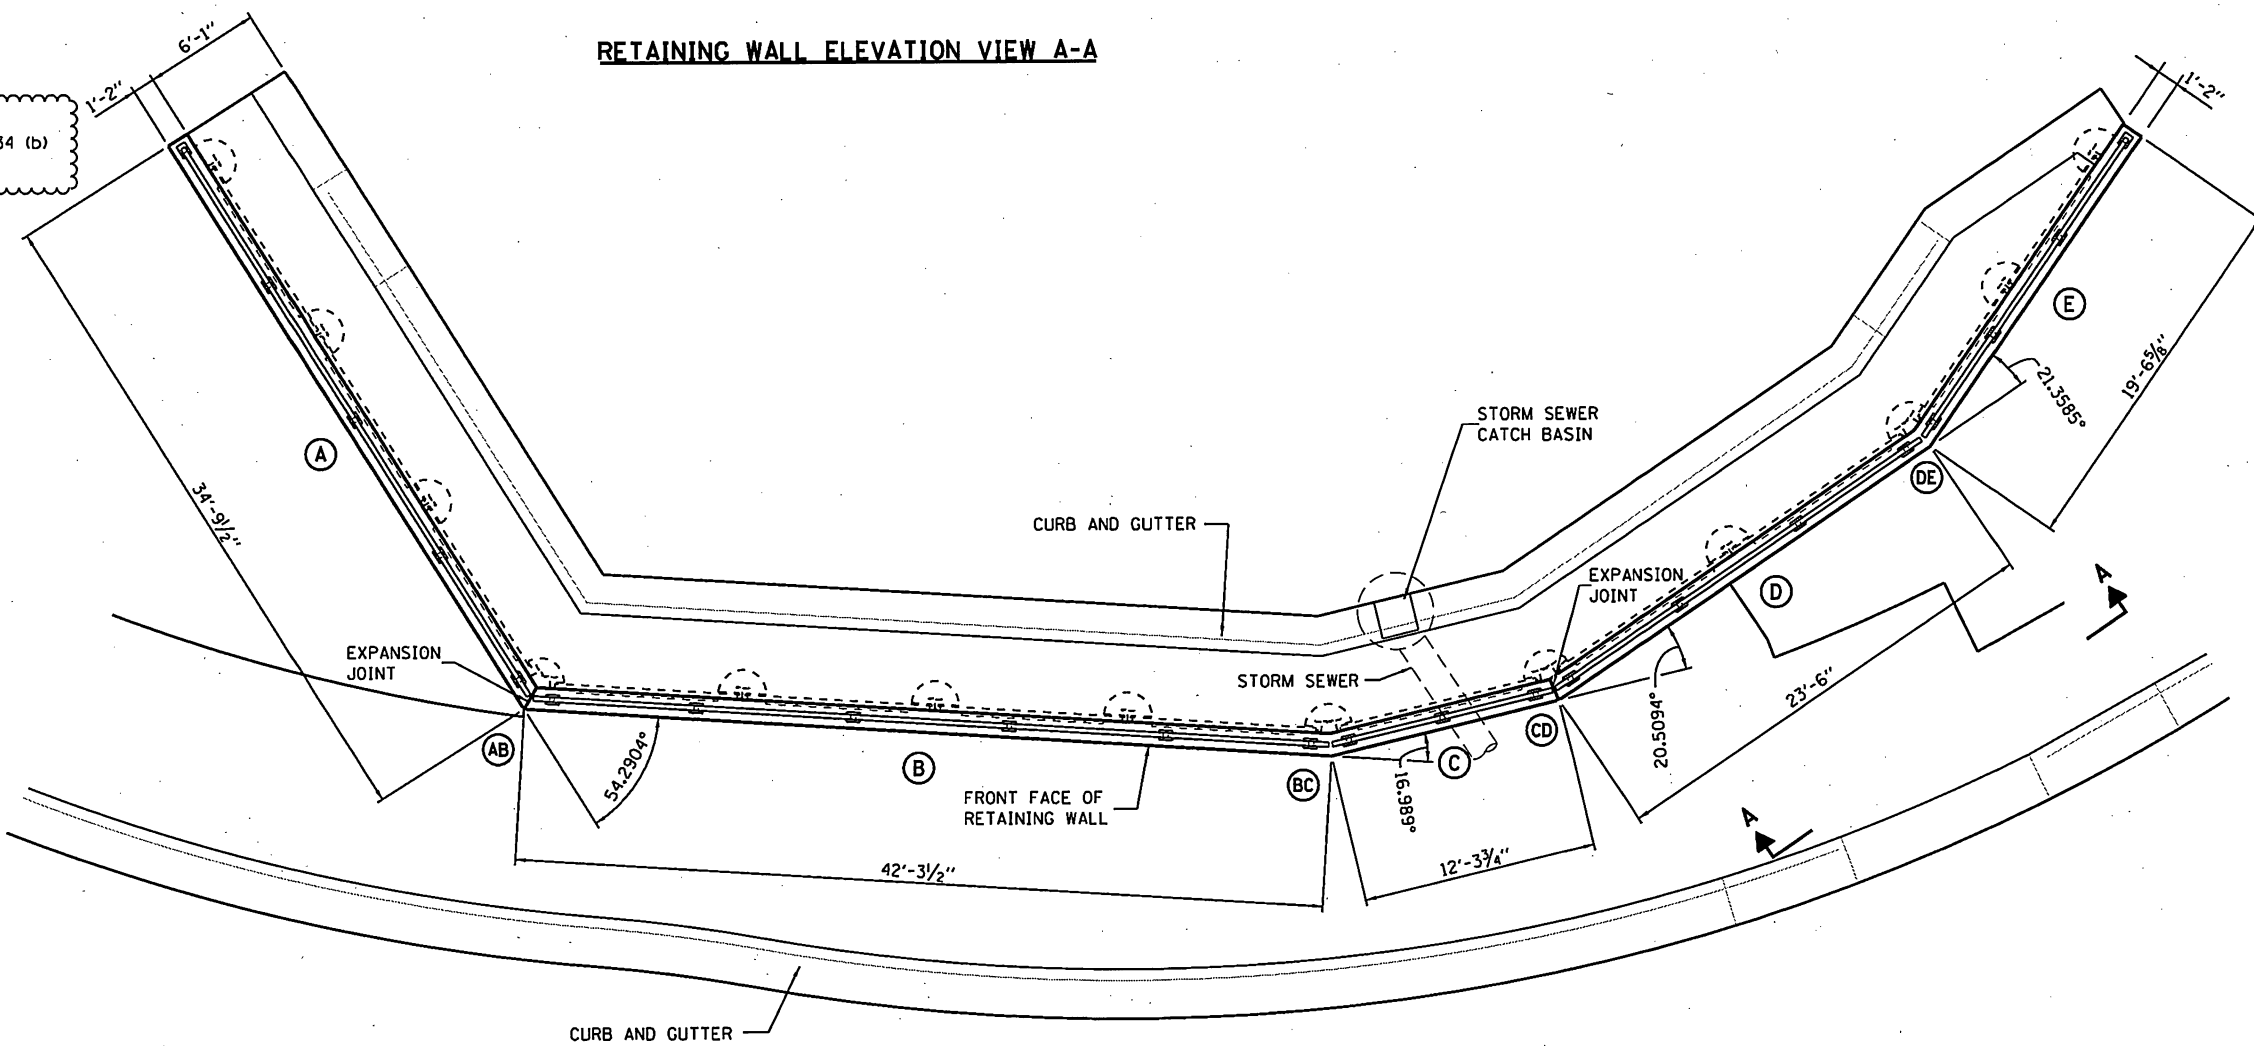 RETAINING WALL ELEVATION VIEW A-A
6'-1"
1'-2"
34 (b)
1'-2"
A
34'-9½"
E
21.3585°
19'-6⅝"
STORM SEWER
CATCH BASIN
CURB AND GUTTER
DE
EXPANSION
JOINT
D
A
EXPANSION
JOINT
STORM SEWER
20.5094°
23'-6"
AB
54.2904°
B
FRONT FACE OF
RETAINING WALL
BC
16.989°
C
CD
A
42'-3½"
12'-3¾"
CURB AND GUTTER